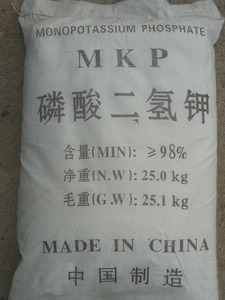 MONOPOTASSIUM PHOSPHATE
MKP
磷酸二氢钾
含量(MIN): ≥98%
净重(N.W): 25.0 kg
毛重(G.W): 25.1 kg
MADE IN CHINA
中国制造